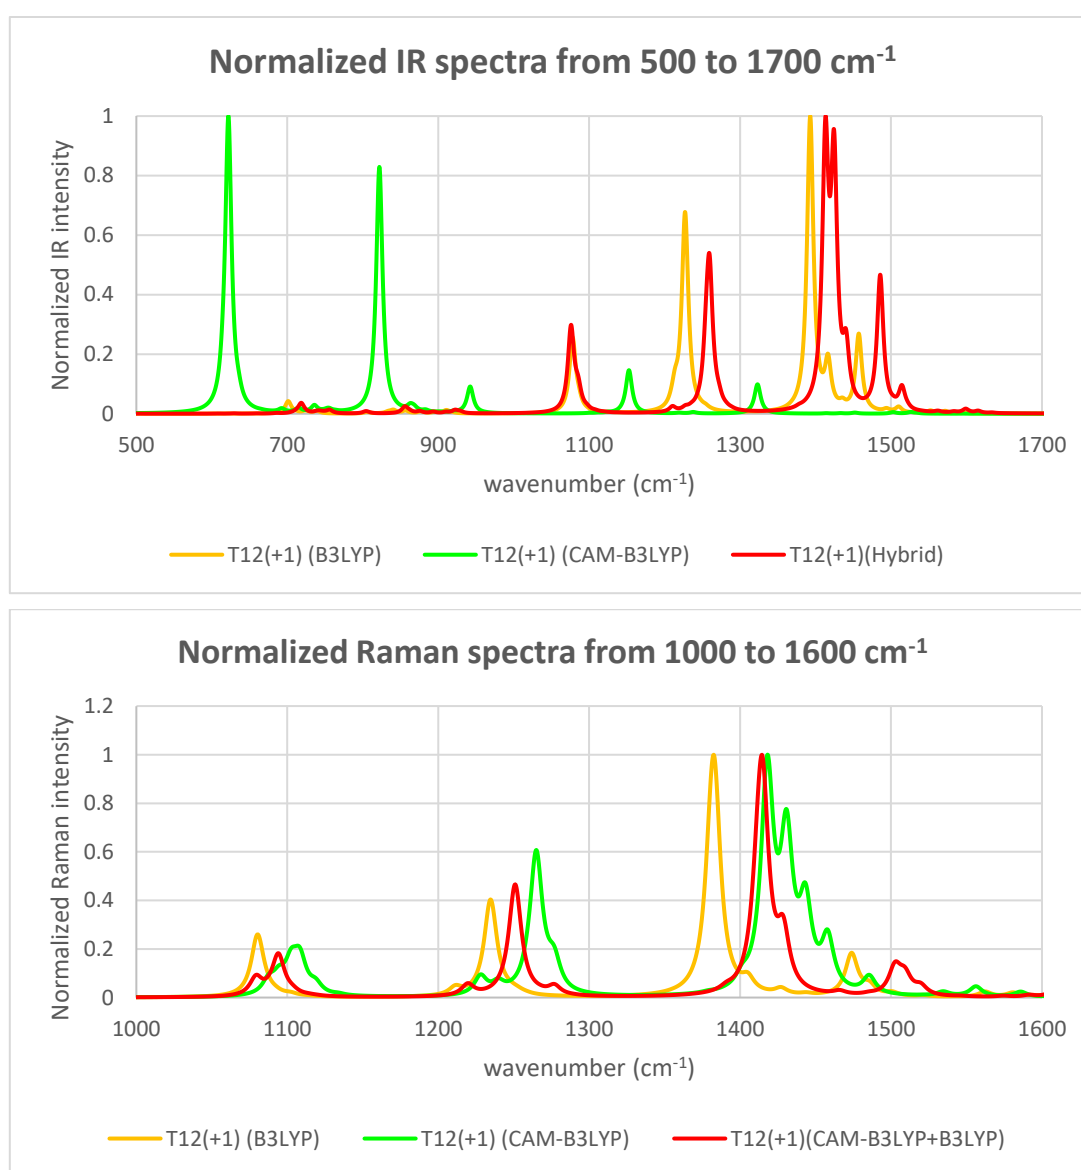 Normalized IR spectra from 500 to 1700 cm⁻¹
Normalized IR intensity
1
0.8
0.6
0.4
0.2
0
500 700 900 1100 1300 1500 1700
wavenumber (cm⁻¹)
T12(+1) (B3LYP) T12(+1) (CAM-B3LYP) T12(+1)(Hybrid)
Normalized Raman spectra from 1000 to 1600 cm⁻¹
Normalized Raman intensity
1.2
1
0.8
0.6
0.4
0.2
0
1000 1100 1200 1300 1400 1500 1600
wavenumber (cm⁻¹)
T12(+1) (B3LYP) T12(+1) (CAM-B3LYP) T12(+1)(CAM-B3LYP+B3LYP)